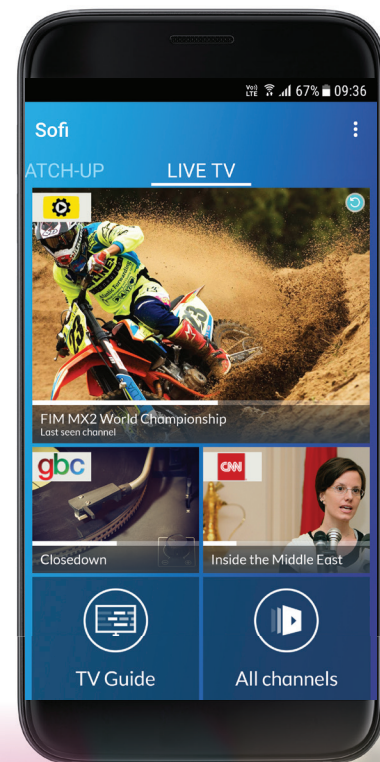 Vo)) LTE 67% 09:36
Sofi
ATCH-UP LIVE TV
FIM MX2 World Championship
Last seen channel
gbc
CNN
Closedown
Inside the Middle East
TV Guide
All channels